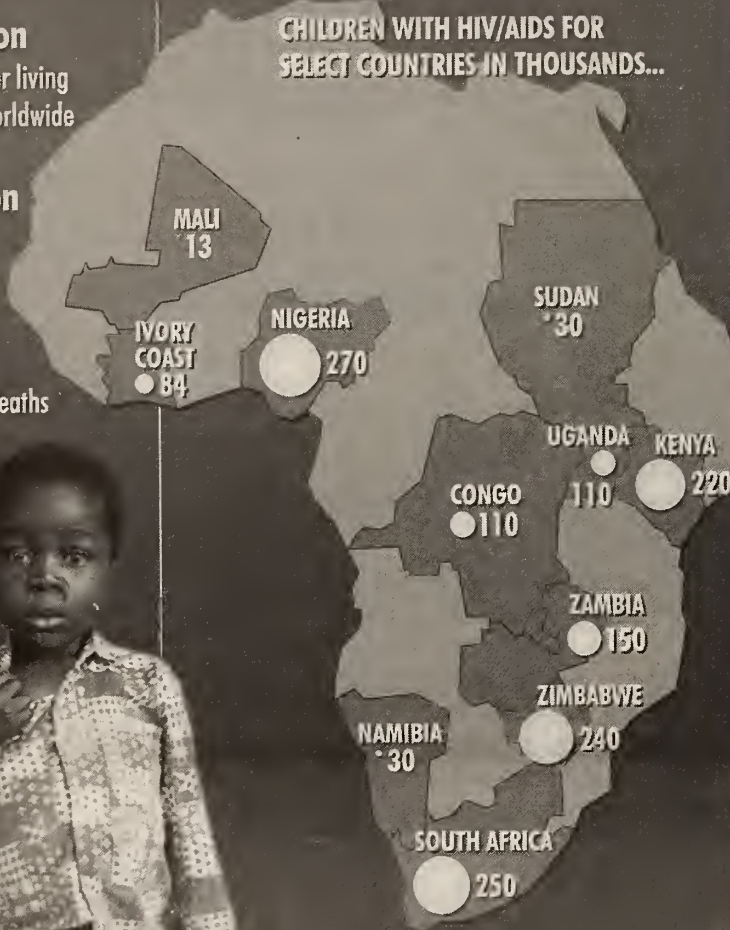 on
r living
orldwide
n
eaths
CHILDREN WITH HIV/AIDS FOR
SELECT COUNTRIES IN THOUSANDS...
MALI
13
SUDAN
30
NIGERIA
270
IVORY
COAST
84
UGANDA
110
KENYA
220
CONGO
110
ZAMBIA
150
ZIMBABWE
240
NAMIBIA
30
SOUTH AFRICA
250